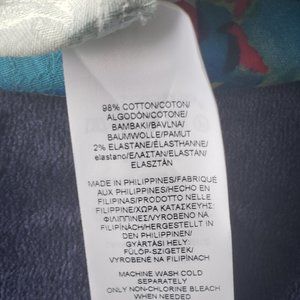 98% COTTON/COTON/
ALGODÓN/COTONE/
BAMBAKI/BAVLNA/
BAUMWOLLE/PAMUT
2% ELASTANE/ÉLASTHANNE/
elastano/ΕΛΑΣΤΑΝ/ELASTAN/
ELASZTÁN
MADE IN PHILIPPINES/FABRIQUÉ
AUX PHILIPPINES/HECHO EN
FILIPINAS/PRODOTTO NELLE
FILIPPINE/ΧΩΡΑ ΚΑΤΑΣΚΕΥΗΣ:
ΦΙΛΙΠΠΙΝΕΣ/VYROBENO NA
FILIPÍNÁCH/HERGESTELLT IN
DEN PHILIPPINEN/
GYÁRTÁSI HELY:
FÜLÖP-SZIGETEK/
VYROBENÉ NA FILIPÍNACH
MACHINE WASH COLD
SEPARATELY
ONLY NON-CHLORINE BLEACH
WHEN NEEDED